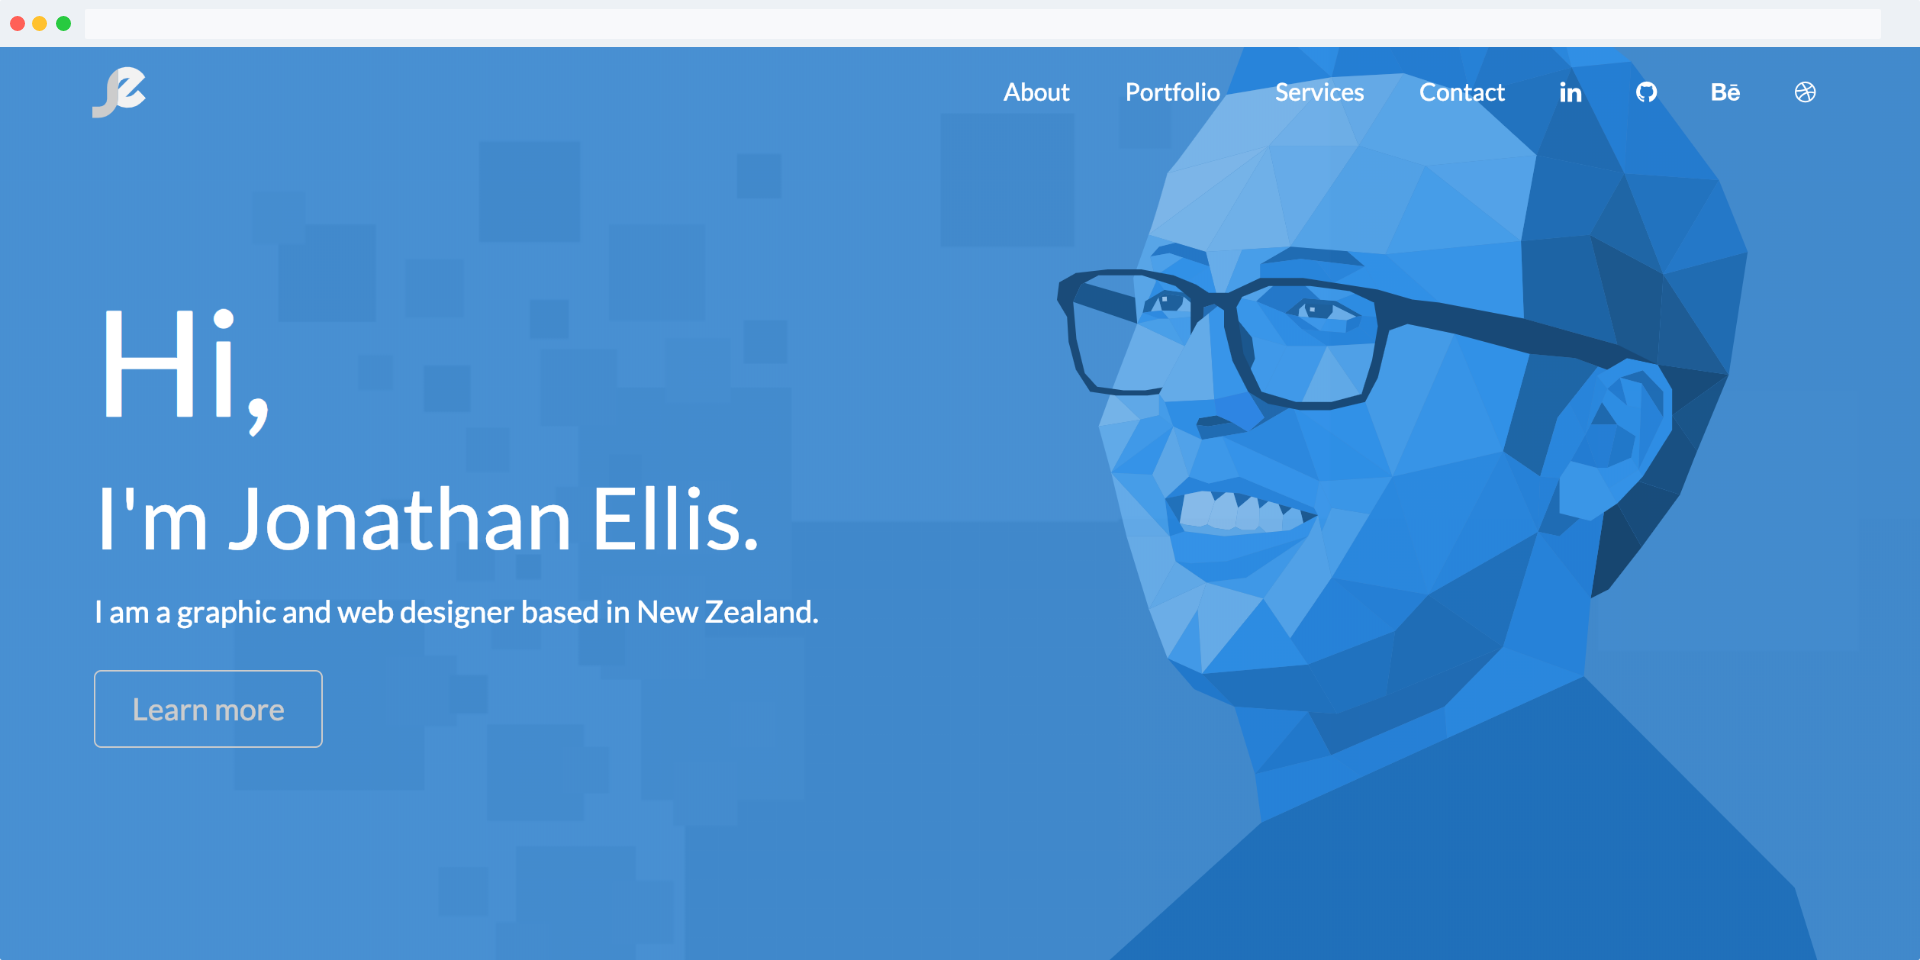 About Portfolio Services Contact in Bē
Hi,
I'm Jonathan Ellis.
I am a graphic and web designer based in New Zealand.
Learn more